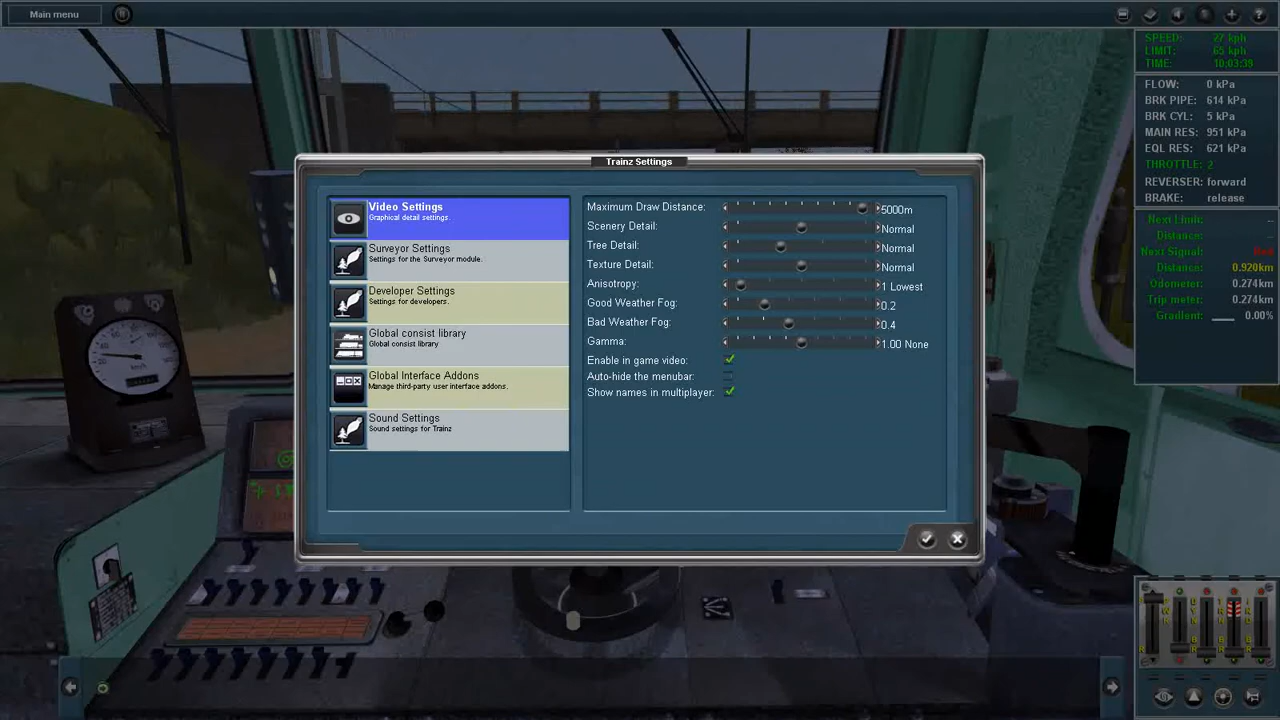 Main menu
SPEED: 27 kph
LIMIT: 65 kph
TIME: 10:03:39
FLOW: 0 kPa
BRK PIPE: 614 kPa
BRK CYL: 5 kPa
MAIN RES: 951 kPa
EQL RES: 621 kPa
THROTTLE: 2
REVERSER: forward
BRAKE: release
Next Limit: --
Distance: --
Next Signal: Red
Distance: 0.920km
Odometer: 0.274km
Trip meter: 0.274km
Gradient: 0.00%
Trainz Settings
Video Settings
Graphical detail settings.
Surveyor Settings
Settings for the Surveyor module.
Developer Settings
Settings for developers.
Global consist library
Global consist library
Global Interface Addons
Manage third-party user interface addons.
Sound Settings
Sound settings for Trainz
Maximum Draw Distance: 5000m
Scenery Detail: Normal
Tree Detail: Normal
Texture Detail: Normal
Anisotropy: 1 Lowest
Good Weather Fog: 0.2
Bad Weather Fog: 0.4
Gamma: 1.00 None
Enable in game video:
Auto-hide the menubar:
Show names in multiplayer: